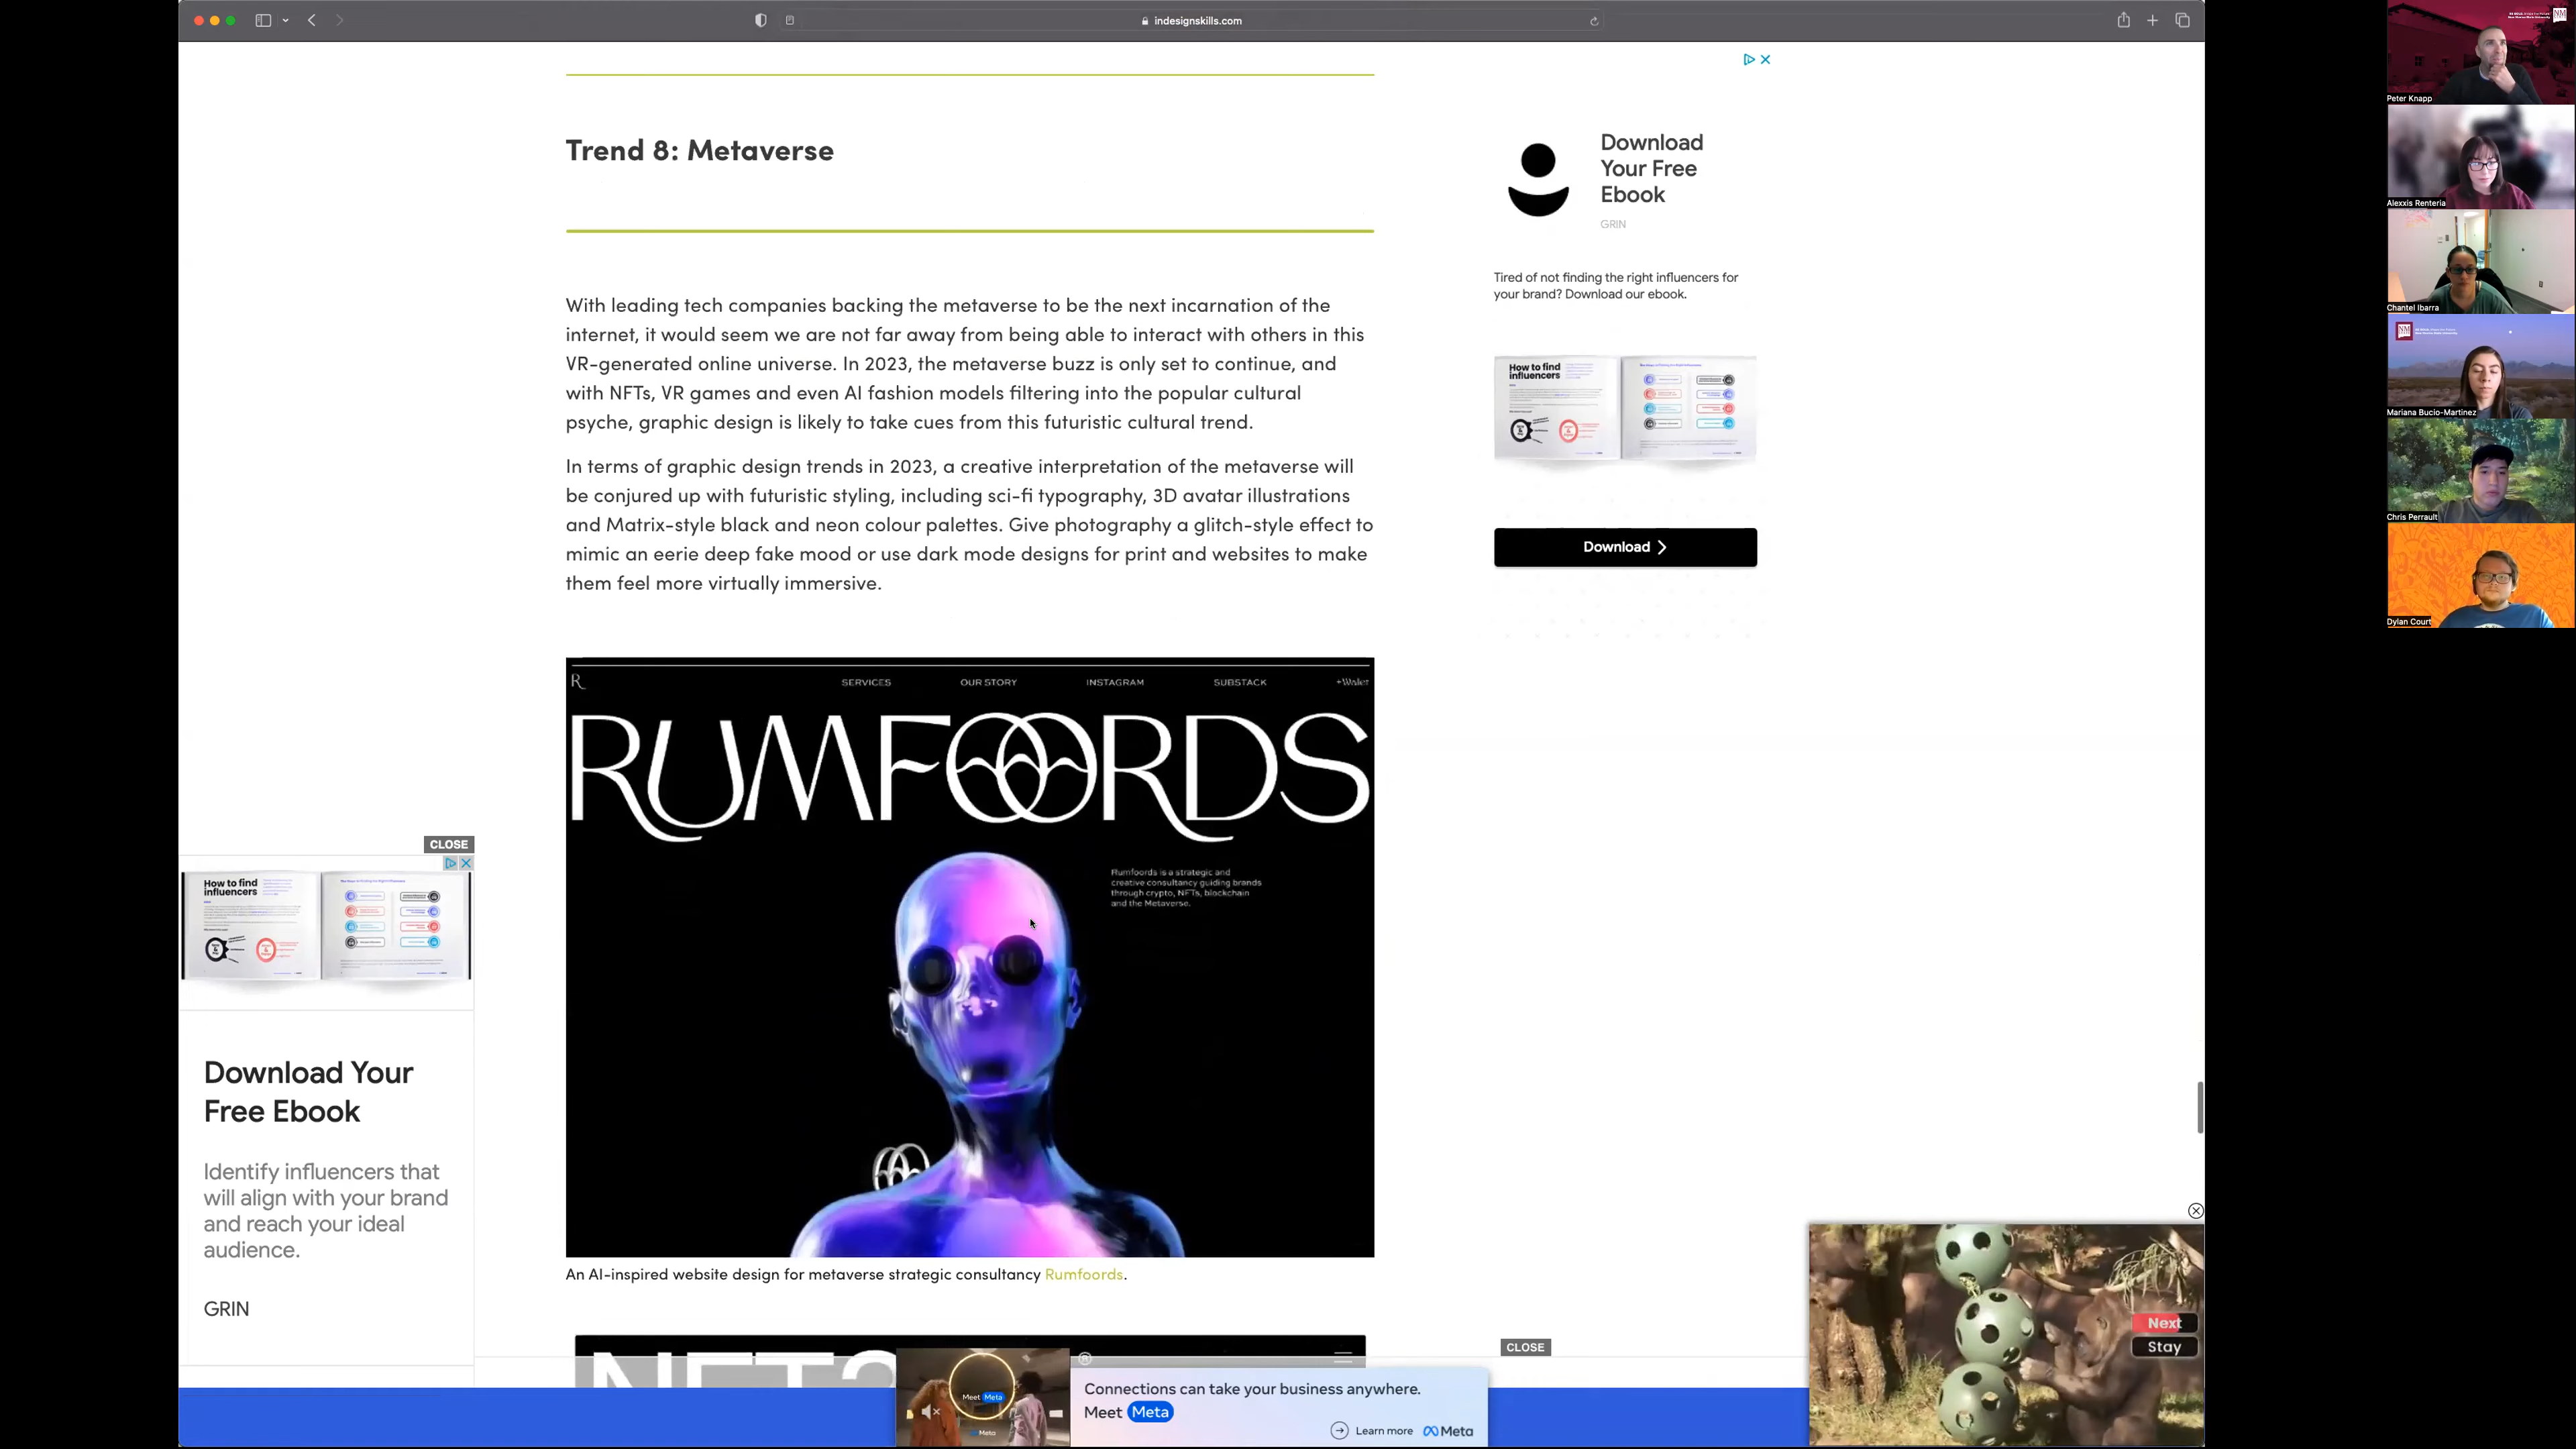 indesignskills.com
Trend 8: Metaverse
With leading tech companies backing the metaverse to be the next incarnation of the
internet, it would seem we are not far away from being able to interact with others in this
VR-generated online universe. In 2023, the metaverse buzz is only set to continue, and
with NFTs, VR games and even AI fashion models filtering into the popular cultural
psyche, graphic design is likely to take cues from this futuristic cultural trend.
In terms of graphic design trends in 2023, a creative interpretation of the metaverse will
be conjured up with futuristic styling, including sci-fi typography, 3D avatar illustrations
and Matrix-style black and neon colour palettes. Give photography a glitch-style effect to
mimic an eerie deep fake mood or use dark mode designs for print and websites to make
them feel more virtually immersive.
R
SERVICES
OUR STORY
INSTAGRAM
SUBSTACK
RUMFOORDS
Rumfoords is a strategic and
creative consultancy guiding brands
through crypto, NFTs, blockchain
and the Metaverse.
An AI-inspired website design for metaverse strategic consultancy Rumfoords.
Download
Your Free
Ebook
GRIN
Tired of not finding the right influencers for
your brand? Download our ebook.
How to find
influencers
Download
CLOSE
How to find
influencers
Download Your
Free Ebook
Identify influencers that
will align with your brand
and reach your ideal
audience.
GRIN
CLOSE
Meet Meta
Meta
Connections can take your business anywhere.
Meet Meta
Learn more
Meta
Next
Stay
Peter Knapp
Alexxis Renteria
Chantel Ibarra
NM
Mariana Bucio-Martinez
Chris Perrault
Dylan Court